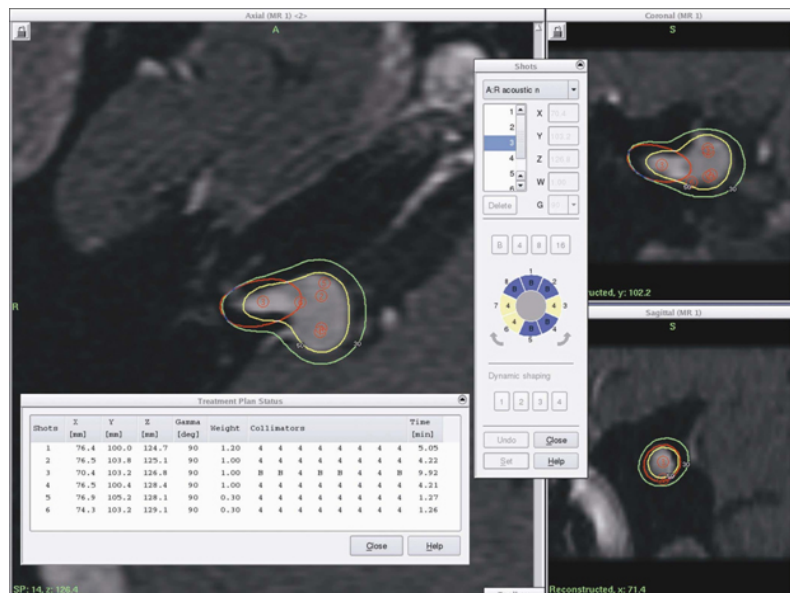 Axial (MR 1) <2>
A
R
SP: 14, z: 126.4
Shots
A:R acoustic n
1
2
3
4
5
6
X
Y
Z
W
G
Delete
B 4 8 16
1
8 2
7 4 4 3
4
5
Dynamic shaping
1 2 3 4
Undo Close
Set Help
Coronal (MR 1)
S
ucted, y: 102.2
Sagittal (MR 1)
S
Reconstructed, x: 71.4
Treatment Plan Status
Shots X [mm] Y [mm] Z [mm] Gamma [deg] Weight Collimators Time [min]
1 76.4 100.0 124.7 90 1.20 4 4 4 4 4 4 4 4 5.05
2 76.5 103.8 125.1 90 1.00 4 4 4 4 4 4 4 4 4.22
3 70.4 103.2 126.8 90 1.00 B B 4 B B 4 4 B 9.92
4 76.5 100.4 128.4 90 1.00 4 4 4 4 4 4 4 4 4.21
5 76.9 105.2 128.1 90 0.30 4 4 4 4 4 4 4 4 1.27
6 74.3 103.2 129.1 90 0.30 4 4 4 4 4 4 4 4 1.26
Close Help